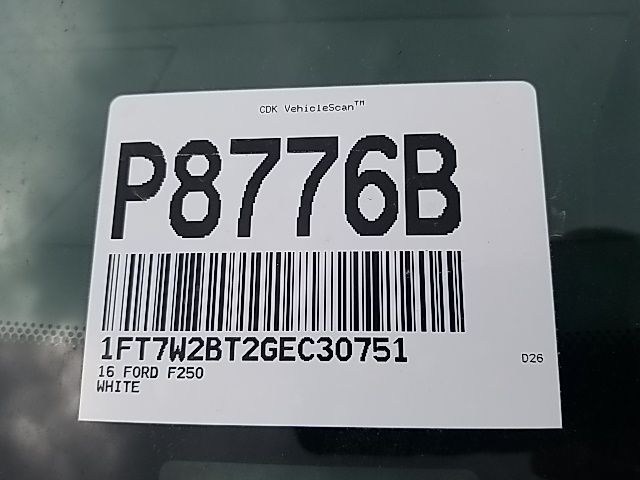 CDK VehicleScan™
P8776B
1FT7W2BT2GEC30751
16 FORD F250
WHITE
D26